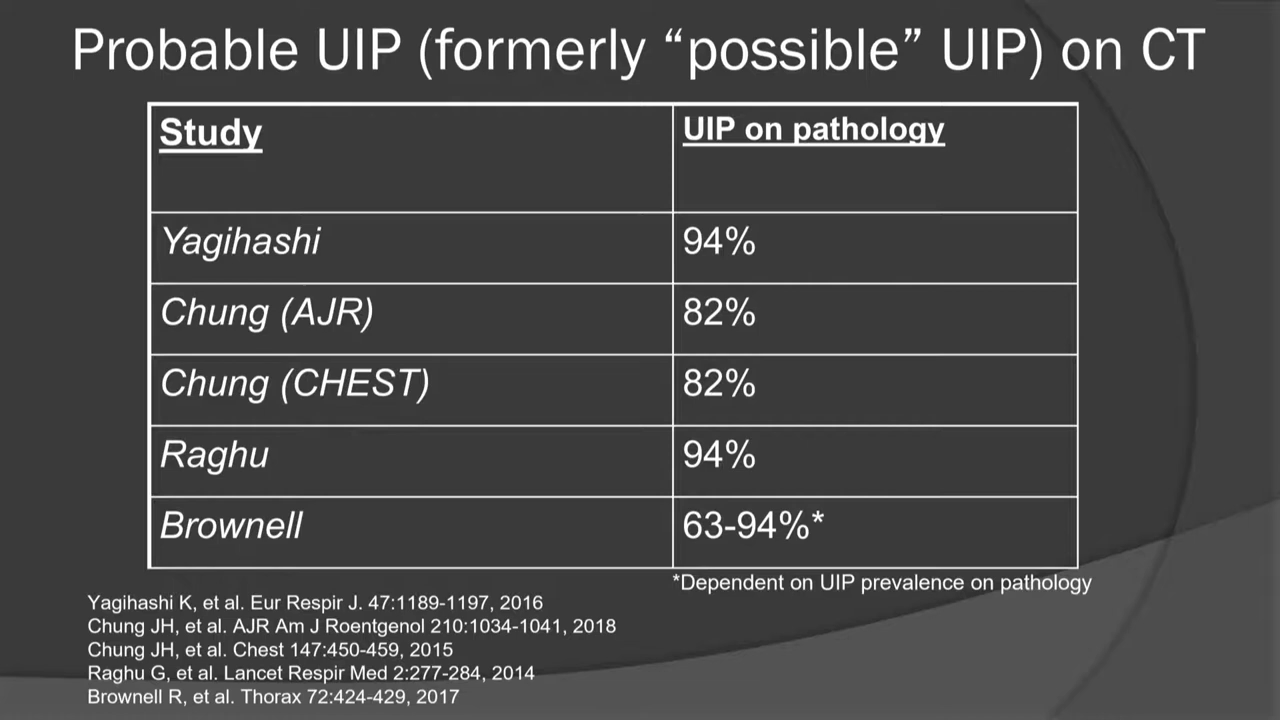 Probable UIP (formerly “possible” UIP) on CT
Study
UIP on pathology
Yagihashi
94%
Chung (AJR)
82%
Chung (CHEST)
82%
Raghu
94%
Brownell
63-94%*
*Dependent on UIP prevalence on pathology
Yagihashi K, et al. Eur Respir J. 47:1189-1197, 2016
Chung JH, et al. AJR Am J Roentgenol 210:1034-1041, 2018
Chung JH, et al. Chest 147:450-459, 2015
Raghu G, et al. Lancet Respir Med 2:277-284, 2014
Brownell R, et al. Thorax 72:424-429, 2017